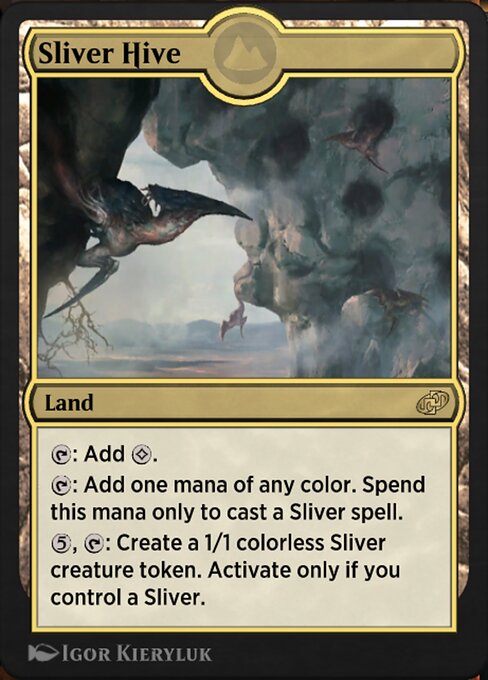 Sliver Hive
Land
: Add .
: Add one mana of any color. Spend
this mana only to cast a Sliver spell.
5, : Create a 1/1 colorless Sliver
creature token. Activate only if you
control a Sliver.
Igor Kieryluk